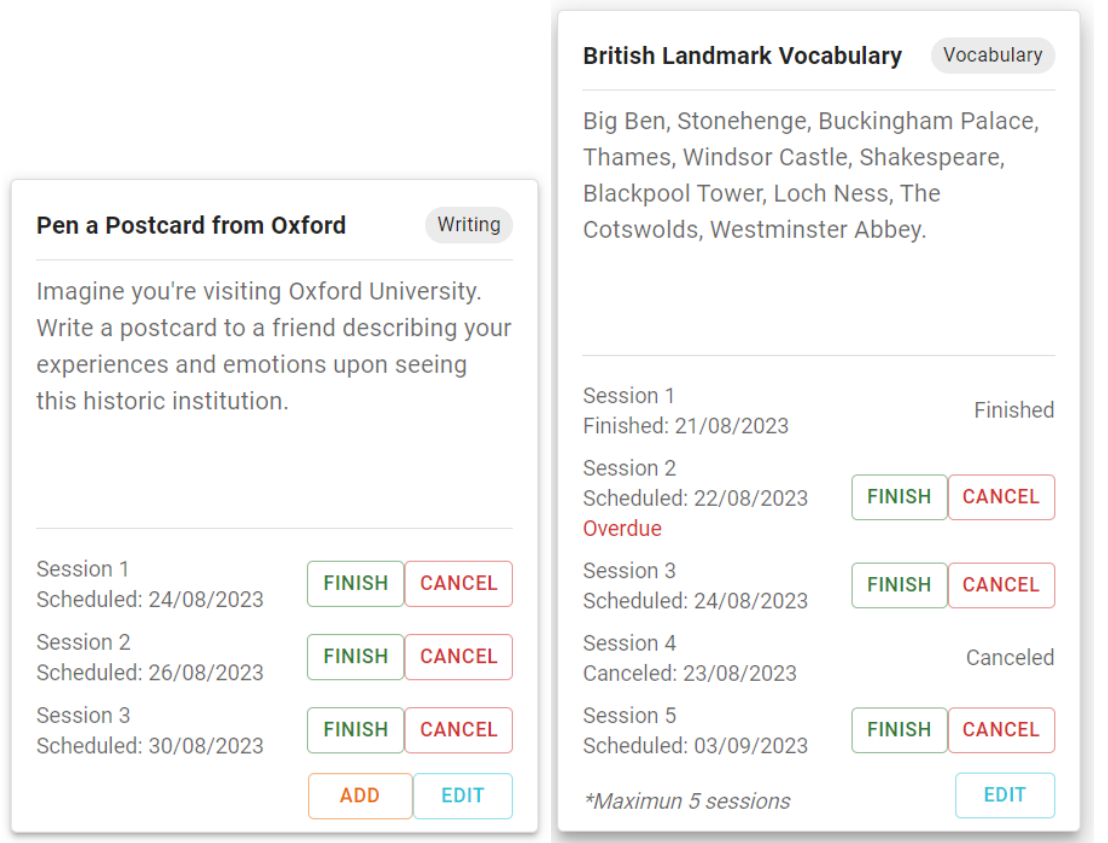 Pen a Postcard from Oxford
Writing
Imagine you're visiting Oxford University.
Write a postcard to a friend describing your
experiences and emotions upon seeing
this historic institution.
Session 1
Scheduled: 24/08/2023
FINISH
CANCEL
Session 2
Scheduled: 26/08/2023
FINISH
CANCEL
Session 3
Scheduled: 30/08/2023
FINISH
CANCEL
ADD
EDIT
British Landmark Vocabulary
Vocabulary
Big Ben, Stonehenge, Buckingham Palace,
Thames, Windsor Castle, Shakespeare,
Blackpool Tower, Loch Ness, The
Cotswolds, Westminster Abbey.
Session 1
Finished: 21/08/2023
Finished
Session 2
Scheduled: 22/08/2023
Overdue
FINISH
CANCEL
Session 3
Scheduled: 24/08/2023
FINISH
CANCEL
Session 4
Canceled: 23/08/2023
Canceled
Session 5
Scheduled: 03/09/2023
FINISH
CANCEL
*Maximun 5 sessions
EDIT